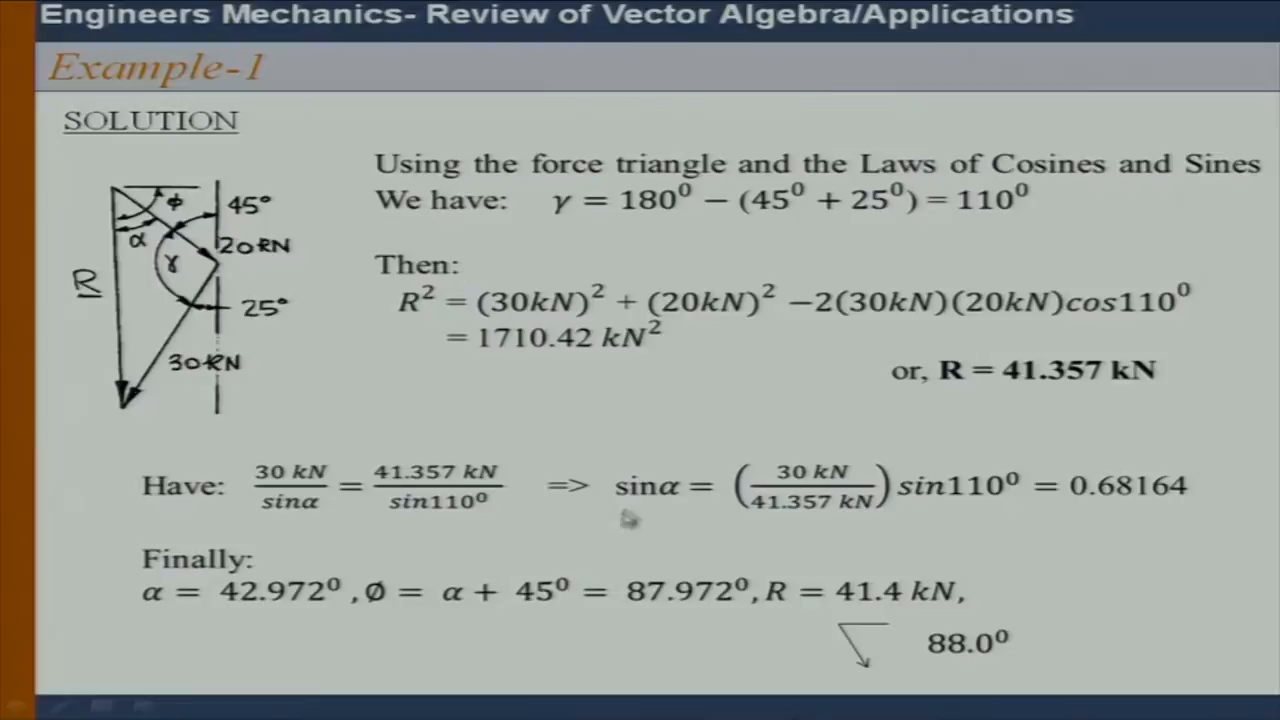 Engineers Mechanics- Review of Vector Algebra/Applications
Example-1
SOLUTION
Using the force triangle and the Laws of Cosines and Sines
We have: γ = 180⁰ − (45⁰ + 25⁰) = 110⁰
ϕ
45°
α
20 kN
γ
R
25°
30 kN
Then:
R² = (30kN)² + (20kN)² −2(30kN)(20kN)cos110⁰
= 1710.42 kN²
or, R = 41.357 kN
Have: 30 kN/sinα = 41.357 kN/sin110⁰ => sinα = (30 kN/41.357 kN) sin110⁰ = 0.68164
Finally:
α = 42.972⁰ , Ø = α + 45⁰ = 87.972⁰, R = 41.4 kN,
88.0⁰